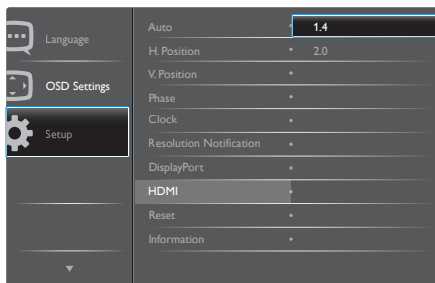 Language
OSD Settings
Setup
Auto
H. Position
V. Position
Phase
Clock
Resolution Notification
DisplayPort
HDMI
Reset
Information
1.4
2.0